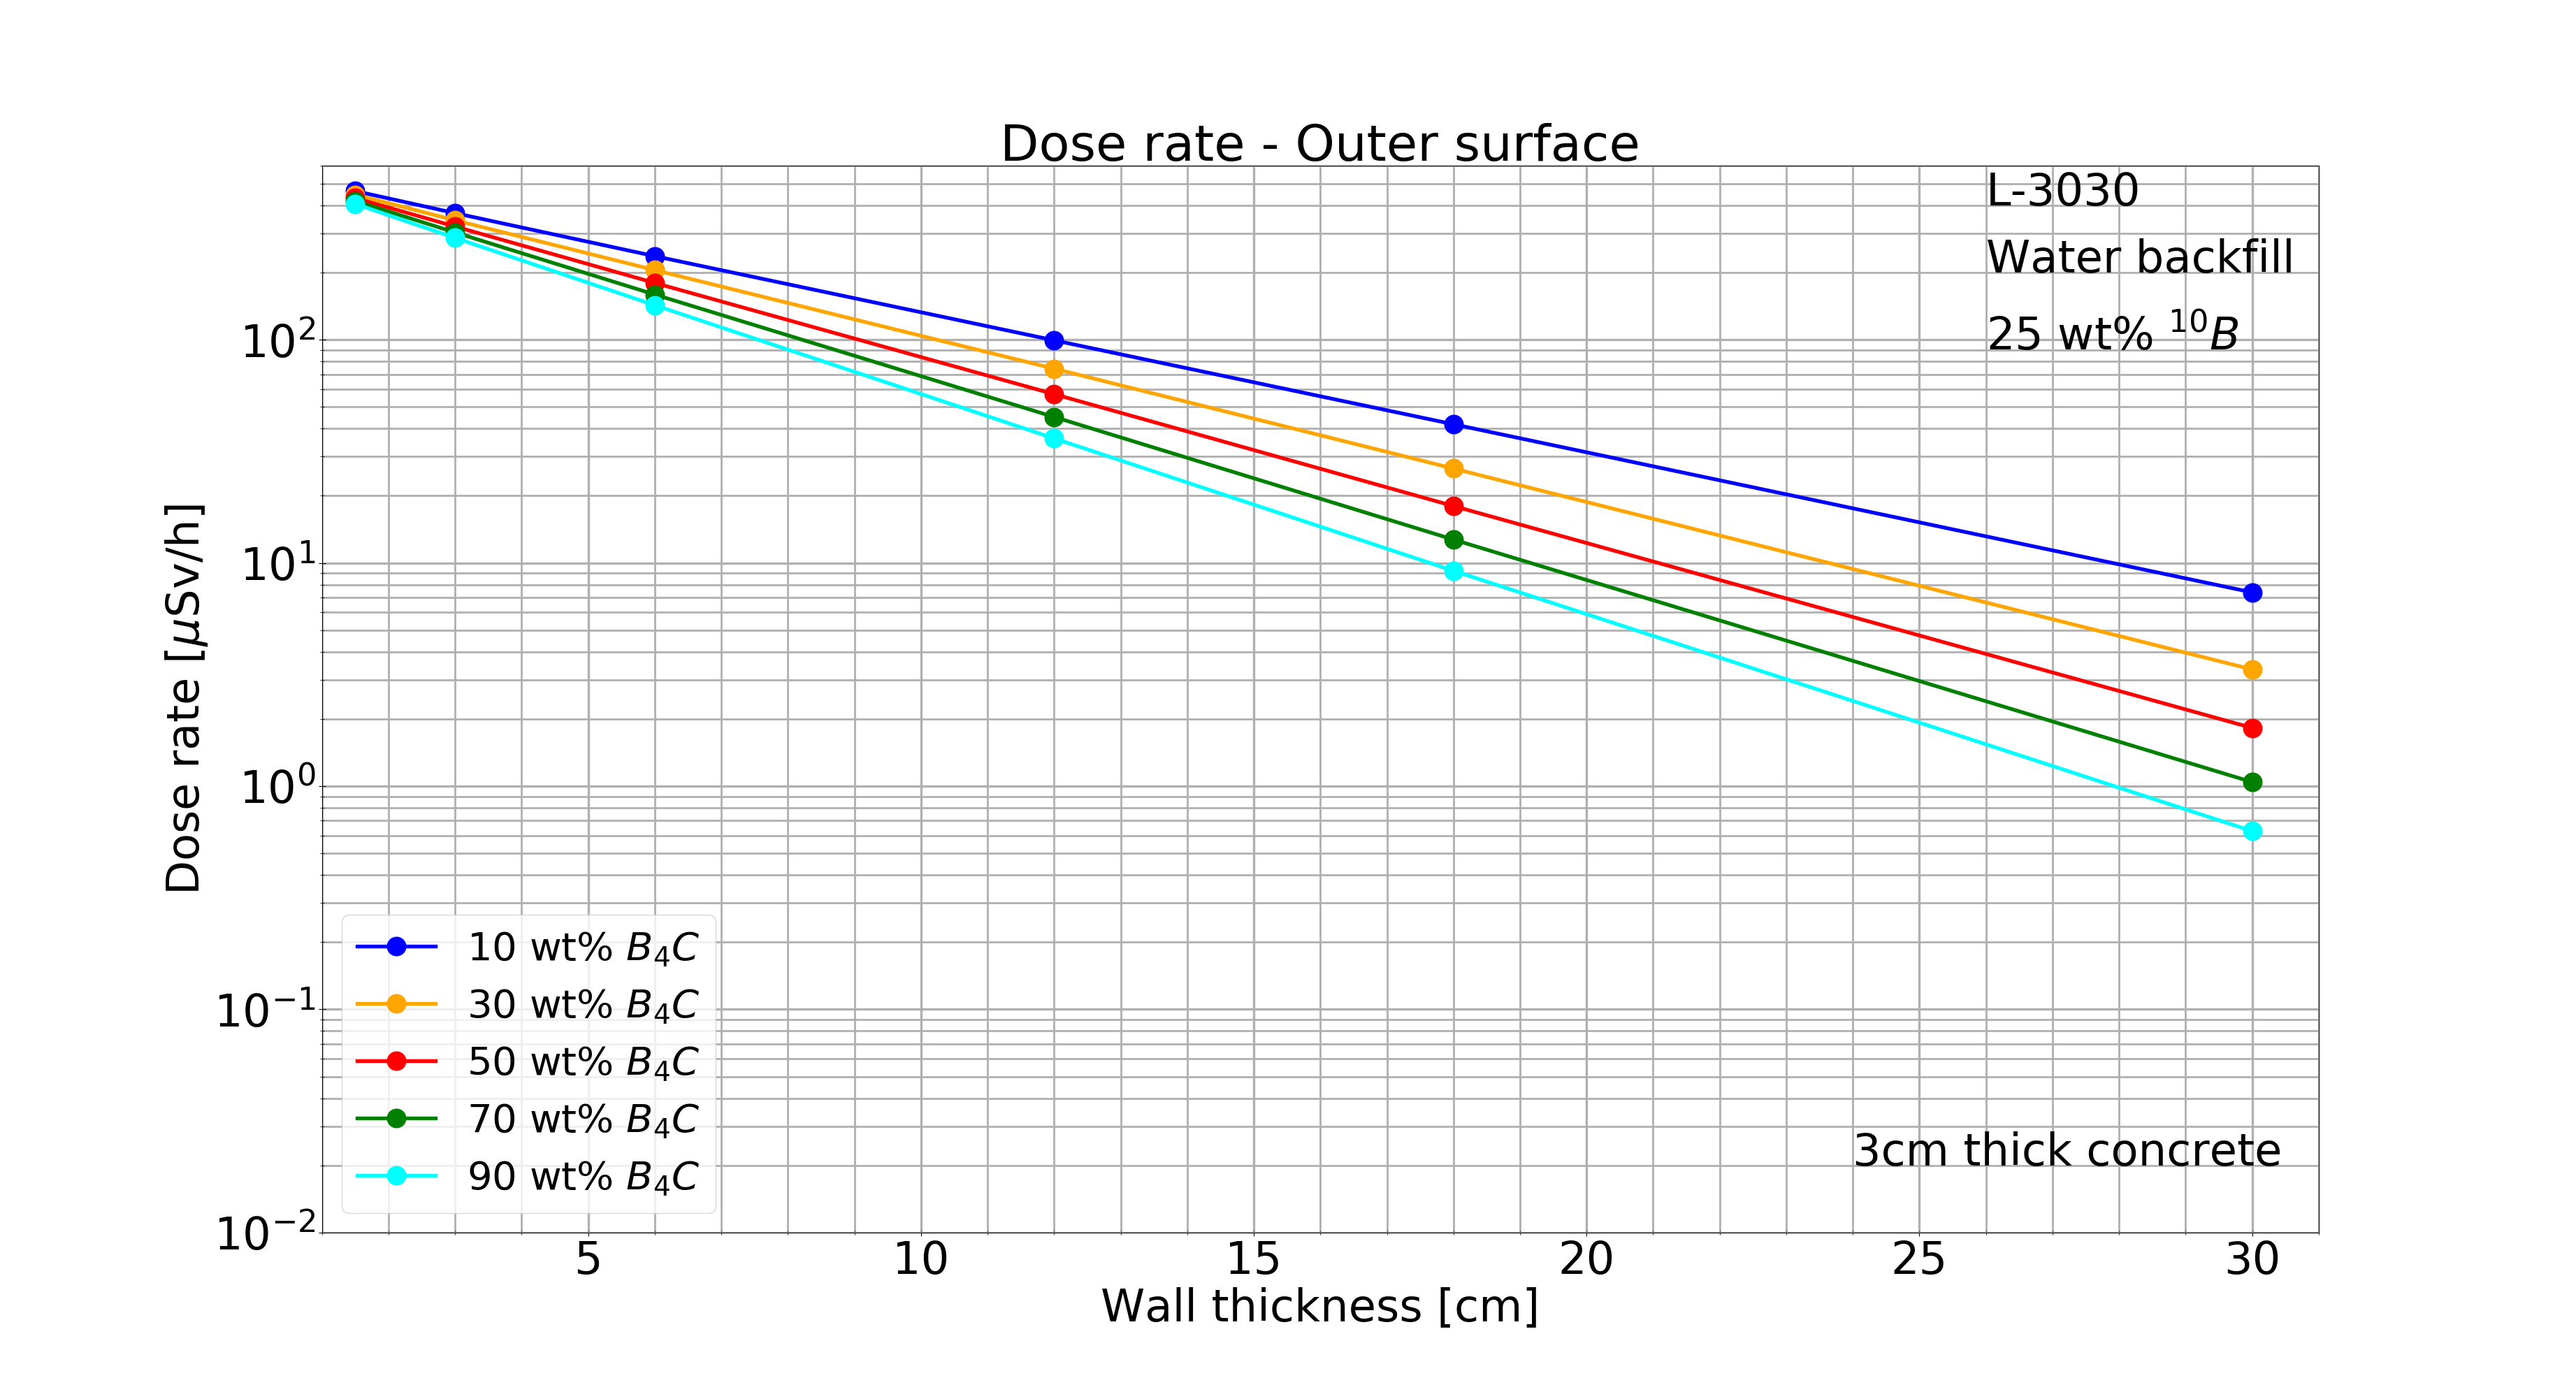 Dose rate - Outer surface
L-3030
Water backfill
25 wt% ¹⁰B
Dose rate [μSv/h]
10²
10¹
10⁰
10⁻¹
10⁻²
10 wt% B₄C
30 wt% B₄C
50 wt% B₄C
70 wt% B₄C
90 wt% B₄C
3cm thick concrete
5 10 15 20 25 30
Wall thickness [cm]